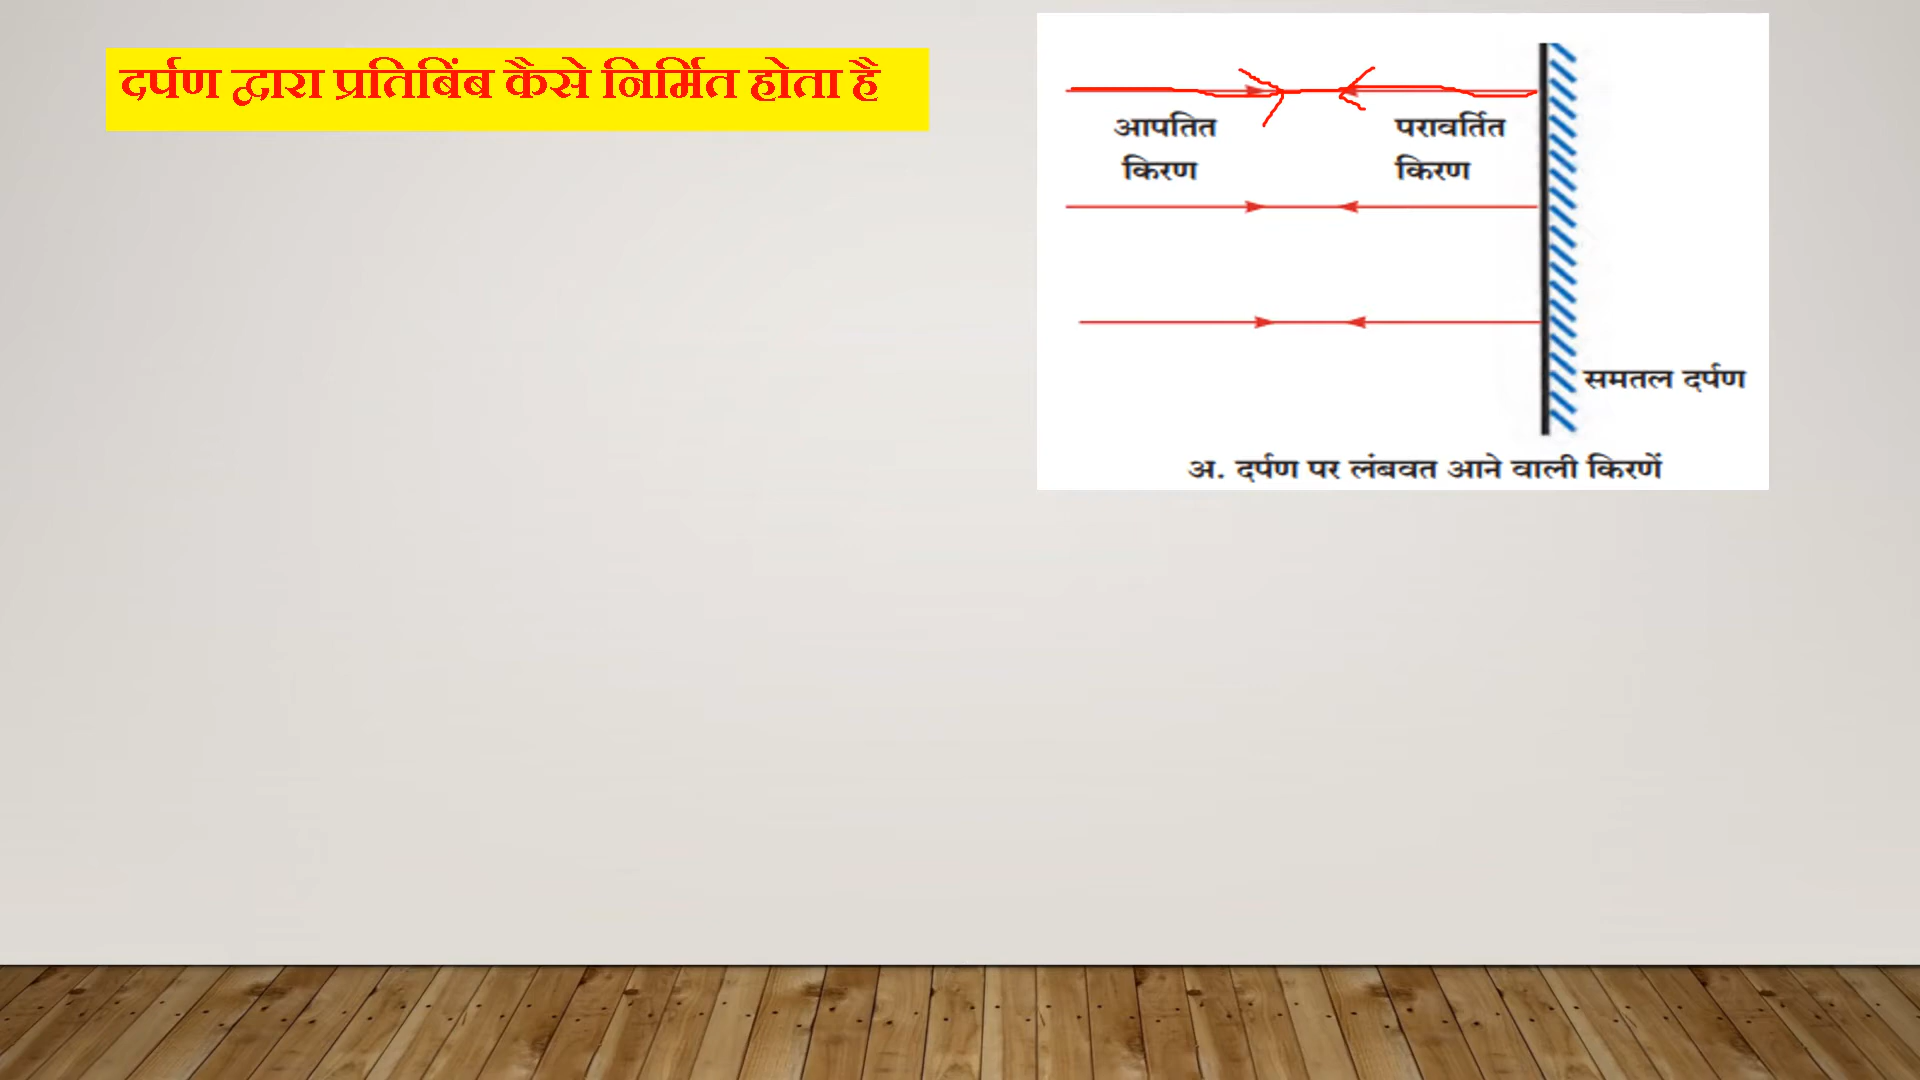 दर्पण द्वारा प्रतिबिंब कैसे निर्मित होता है
आपतित
किरण
परावर्तित
किरण
समतल दर्पण
अ. दर्पण पर लंबवत आने वाली किरणें